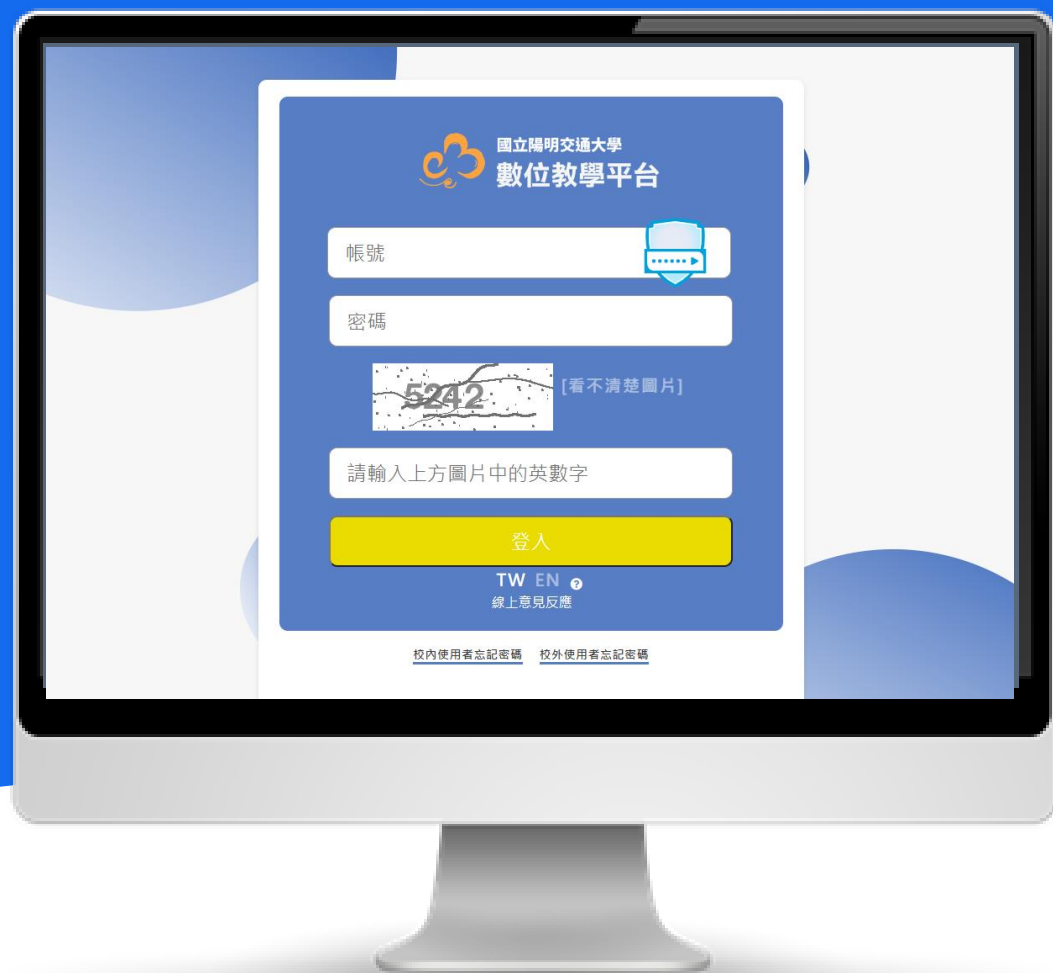 國立陽明交通大學
數位教學平台
帳號
密碼
5242
[看不清楚圖片]
請輸入上方圖片中的英數字
登入
TW EN ?
線上意見反應
校內使用者忘記密碼 校外使用者忘記密碼